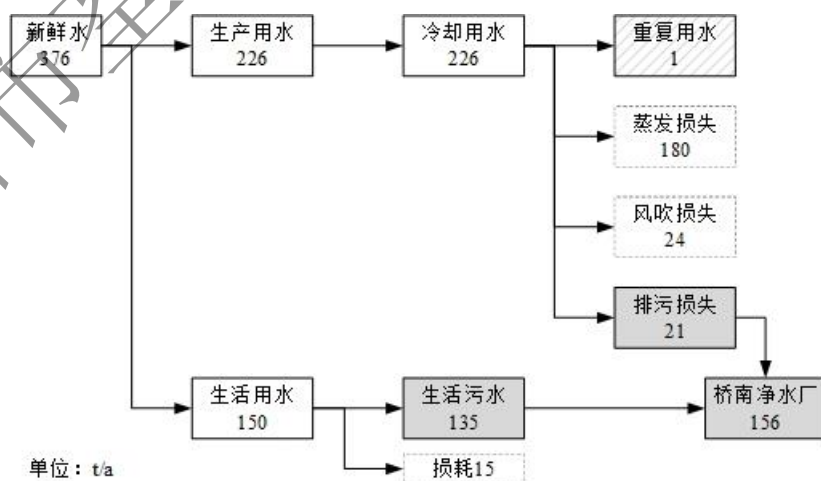 新鲜水
376
生产用水
226
冷却用水
226
重复用水
1
蒸发损失
180
风吹损失
24
排污损失
21
生活用水
150
生活污水
135
桥南净水厂
156
损耗15
单位：t/a